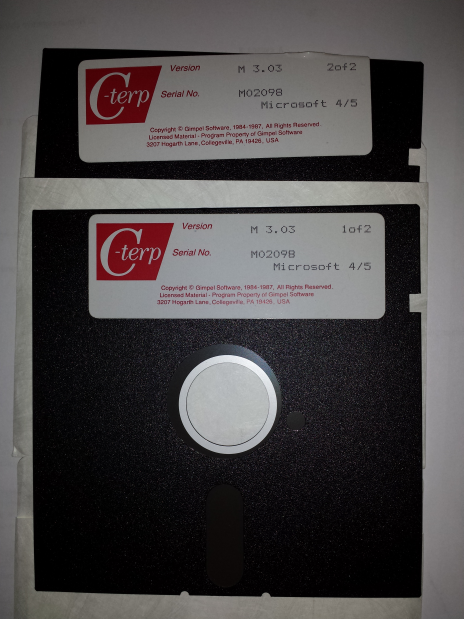 C-terp
Version M 3.03 2of2
Serial No. M02098
Microsoft 4/5
Copyright © Gimpel Software, 1984-1987, All Rights Reserved.
Licensed Material - Program Property of Gimpel Software
3207 Hogarth Lane, Collegeville, PA 19426, USA
C-terp
Version M 3.03 1of2
Serial No. M02098
Microsoft 4/5
Copyright © Gimpel Software, 1984-1987, All Rights Reserved.
Licensed Material - Program Property of Gimpel Software
3207 Hogarth Lane, Collegeville, PA 19426, USA